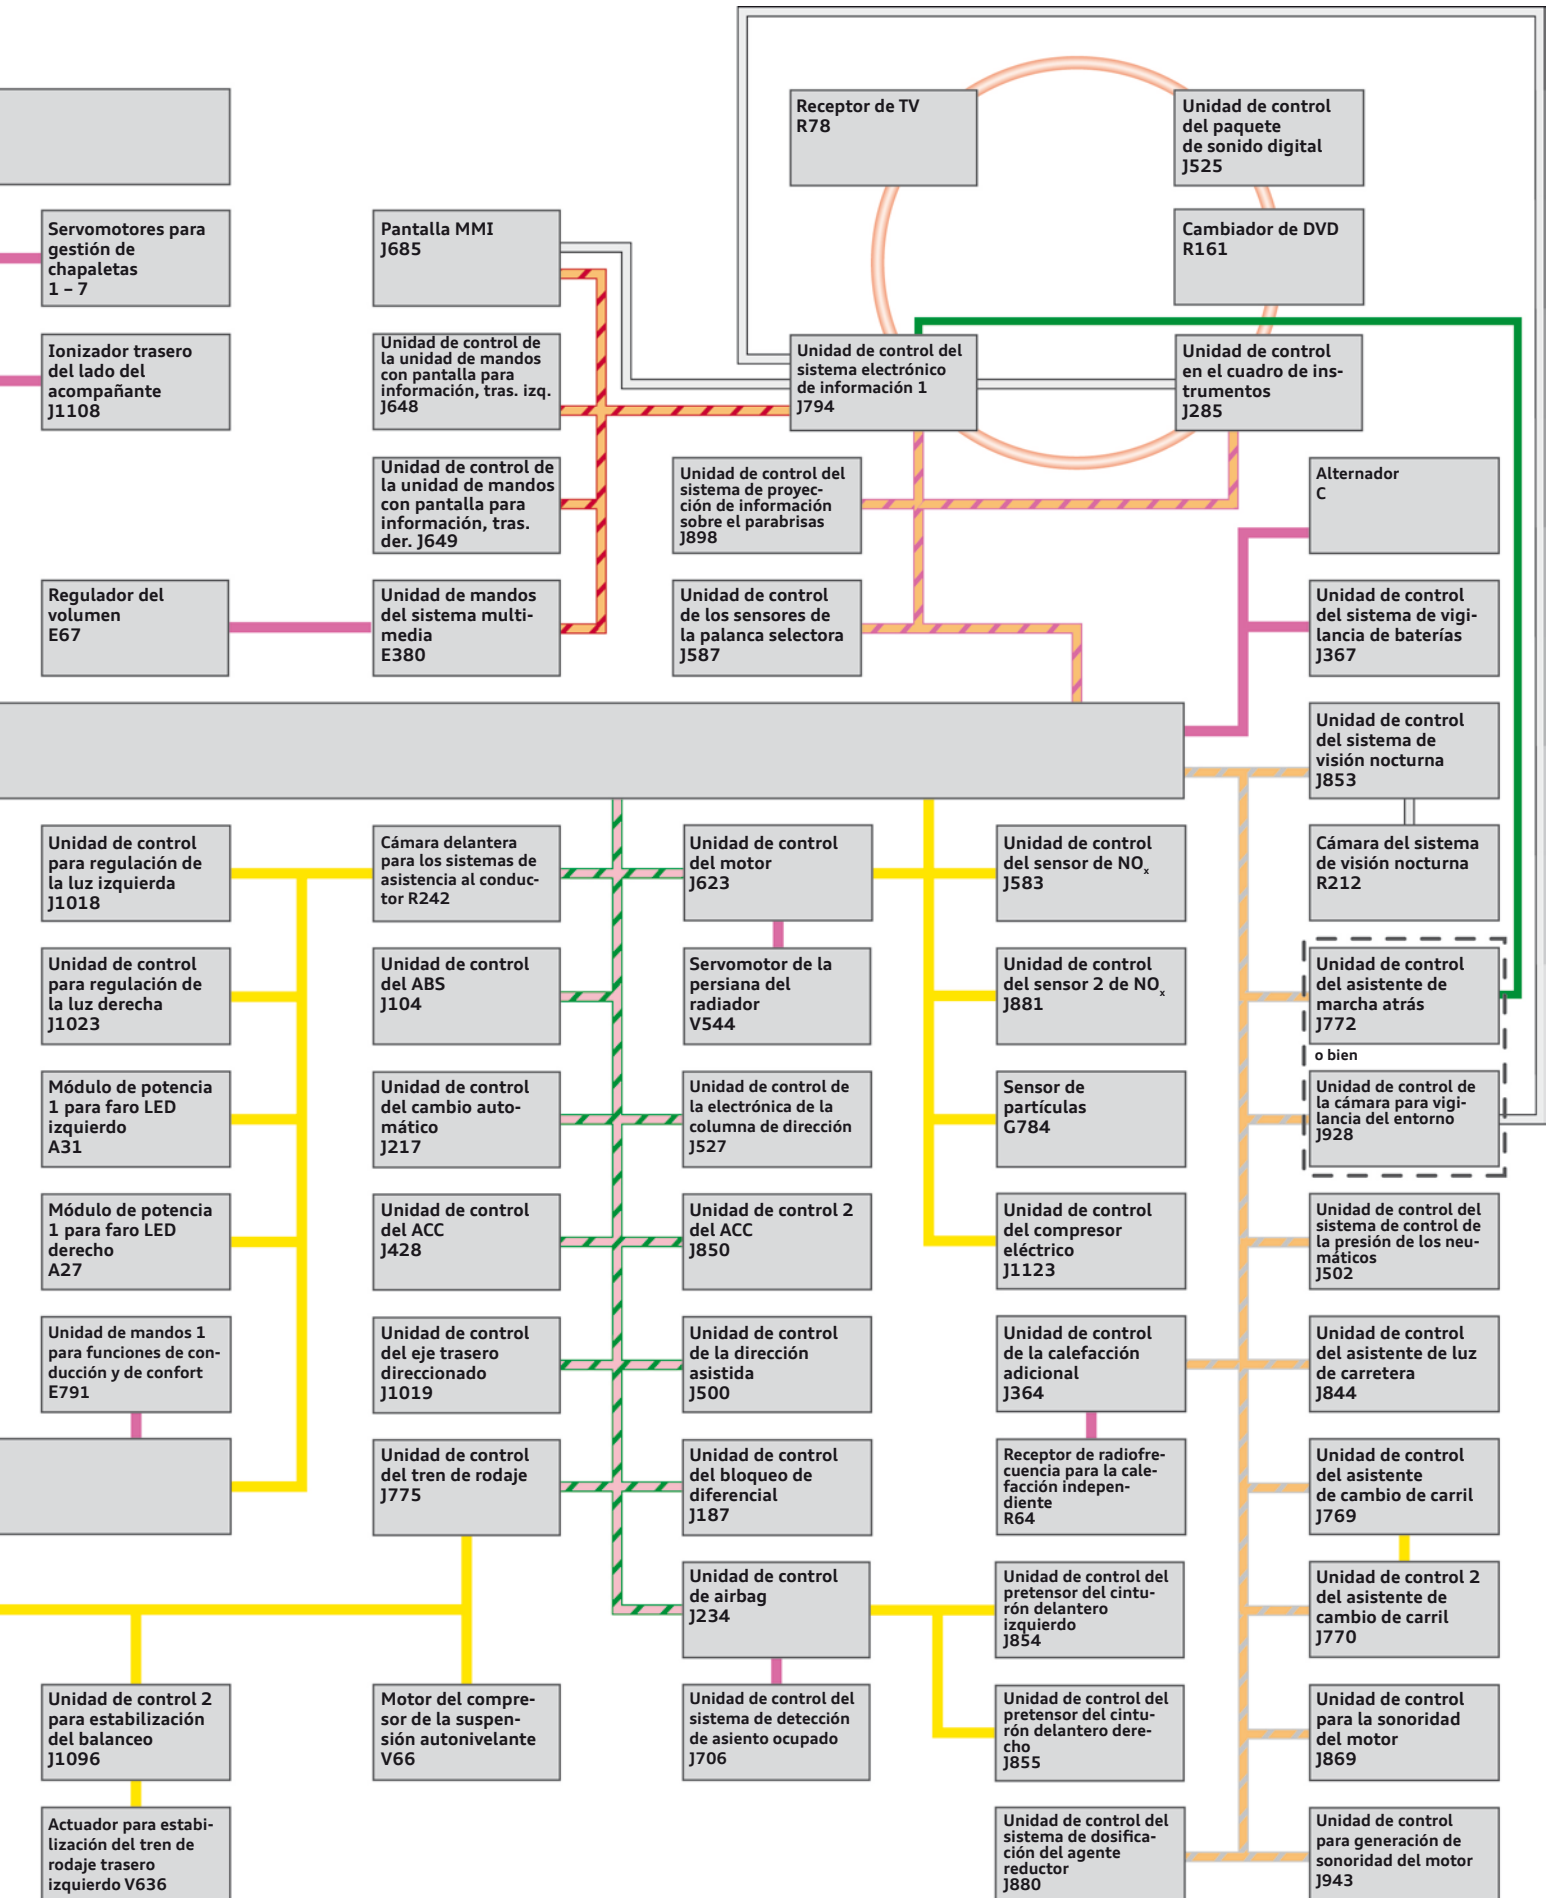 Receptor de TV
R78
Unidad de control
del paquete
de sonido digital
J525
Servomotores para
gestión de
chapaletas
1 – 7
Pantalla MMI
J685
Cambiador de DVD
R161
Ionizador trasero
del lado del
acompañante
J1108
Unidad de control de
la unidad de mandos
con pantalla para
información, tras. izq.
J648
Unidad de control del
sistema electrónico
de información 1
J794
Unidad de control
en el cuadro de ins-
trumentos
J285
Unidad de control de
la unidad de mandos
con pantalla para
información, tras.
der. J649
Unidad de control del
sistema de proyec-
ción de información
sobre el parabrisas
J898
Alternador
C
Regulador del
volumen
E67
Unidad de mandos
del sistema multi-
media
E380
Unidad de control
de los sensores de
la palanca selectora
J587
Unidad de control
del sistema de vigi-
lancia de baterías
J367
Unidad de control
del sistema de
visión nocturna
J853
Unidad de control
para regulación de
la luz izquierda
J1018
Cámara delantera
para los sistemas de
asistencia al conduc-
tor R242
Unidad de control
del motor
J623
Unidad de control
del sensor de NOx
J583
Cámara del sistema
de visión nocturna
R212
Unidad de control
para regulación de
la luz derecha
J1023
Unidad de control
del ABS
J104
Servomotor de la
persiana del
radiador
V544
Unidad de control
del sensor 2 de NOx
J881
Unidad de control
del asistente de
marcha atrás
J772
o bien
Módulo de potencia
1 para faro LED
izquierdo
A31
Unidad de control
del cambio auto-
mático
J217
Unidad de control de
la electrónica de la
columna de dirección
J527
Sensor de
partículas
G784
Unidad de control de
la cámara para vigi-
lancia del entorno
J928
Módulo de potencia
1 para faro LED
derecho
A27
Unidad de control
del ACC
J428
Unidad de control 2
del ACC
J850
Unidad de control
del compresor
eléctrico
J1123
Unidad de control del
sistema de control de
la presión de los neu-
máticos
J502
Unidad de mandos 1
para funciones de con-
ducción y de confort
E791
Unidad de control
del eje trasero
direccionado
J1019
Unidad de control
de la dirección
asistida
J500
Unidad de control
de la calefacción
adicional
J364
Unidad de control
del asistente de luz
de carretera
J844
Unidad de control
del tren de rodaje
J775
Unidad de control
del bloqueo de
diferencial
J187
Receptor de radiofre-
cuencia para la cale-
facción indepen-
diente
R64
Unidad de control
del asistente
de cambio de carril
J769
Unidad de control
de airbag
J234
Unidad de control del
pretensor del cintu-
rón delantero
izquierdo
J854
Unidad de control 2
del asistente de
cambio de carril
J770
Unidad de control 2
para estabilización
del balanceo
J1096
Motor del compre-
sor de la suspen-
sión autonivelante
V66
Unidad de control del
sistema de detección
de asiento ocupado
J706
Unidad de control del
pretensor del cintu-
rón delantero dere-
cho
J855
Unidad de control
para la sonoridad
del motor
J869
Actuador para estabi-
lización del tren de
rodaje trasero
izquierdo V636
Unidad de control del
sistema de dosifica-
ción del agente
reductor
J880
Unidad de control
para generación de
sonoridad del motor
J943